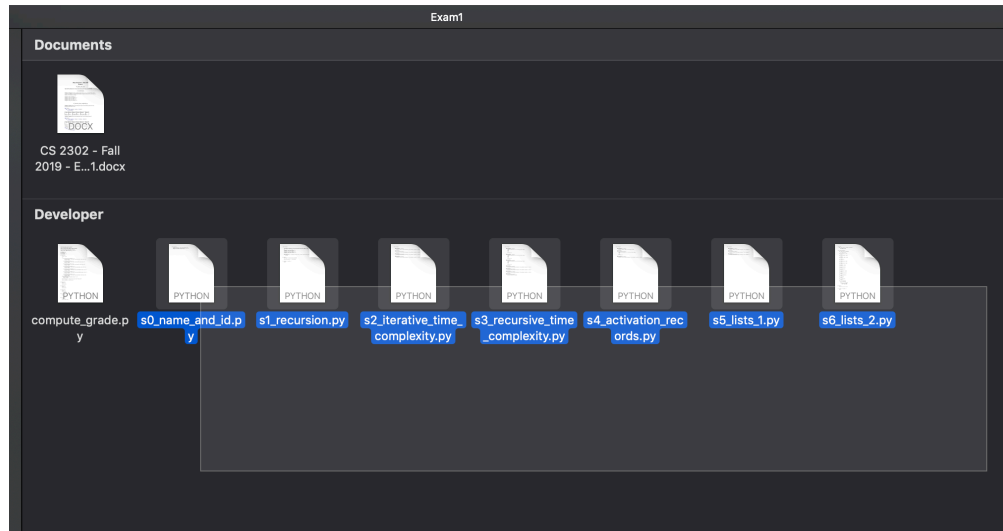 Exam1
Documents
DOCX
CS 2302 - Fall
2019 - E...1.docx
Developer
PYTHON PYTHON PYTHON PYTHON PYTHON PYTHON PYTHON PYTHON
compute_grade.p s0_name_and_id.p s1_recursion.py s2_iterative_time_ s3_recursive_time s4_activation_rec s5_lists_1.py s6_lists_2.py
y y complexity.py _complexity.py ords.py